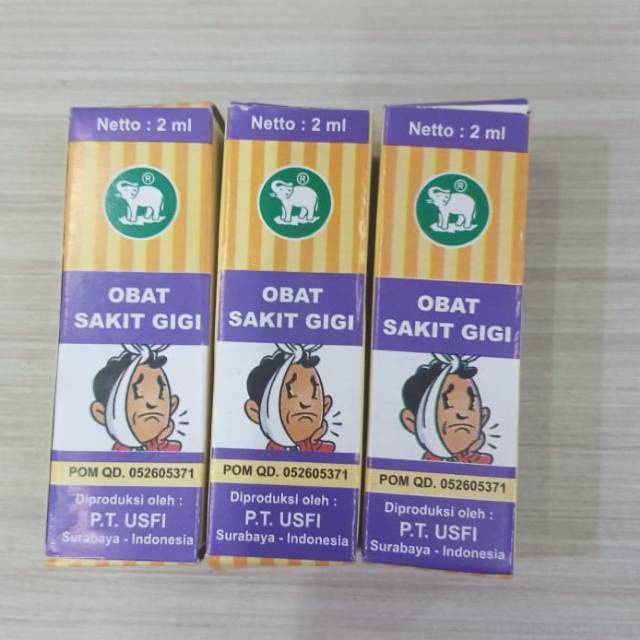 Netto : 2 ml
®
OBAT
SAKIT GIGI
POM QD. 052605371
Diproduksi oleh :
P.T. USFI
Surabaya - Indonesia
Netto : 2 ml
®
OBAT
SAKIT GIGI
POM QD. 052605371
Diproduksi oleh :
P.T. USFI
Surabaya - Indonesia
Netto : 2 ml
®
OBAT
SAKIT GIGI
POM QD. 052605371
Diproduksi oleh :
P.T. USFI
Surabaya - Indonesia